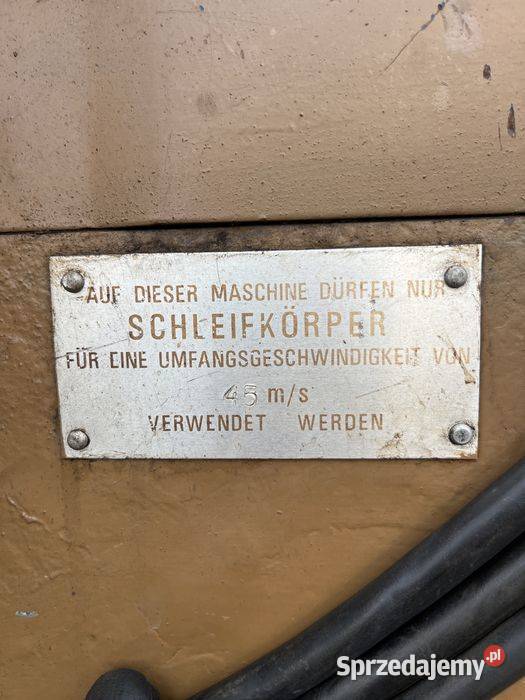 AUF DIESER MASCHINE DÜRFEN NUR
SCHLEIFKÖRPER
FÜR EINE UMFANGSGESCHWINDIGKEIT VON
45 m/s
VERWENDET WERDEN
Sprzedajemy.pl